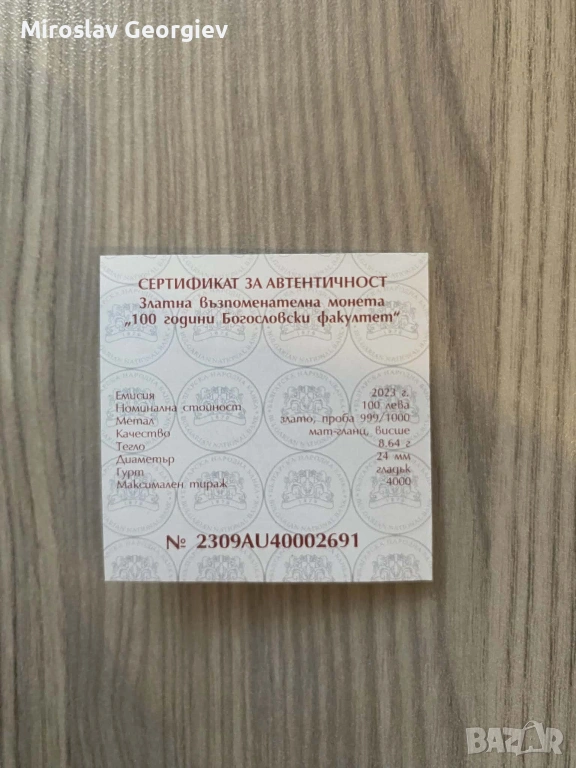 Miroslav Georgiev
СЕРТИФИКАТ ЗА АВТЕНТИЧНОСТ
Златна възпоменателна монета
„100 години Богословски факултет“
Емисия 2023 г.
Номинална стойност 100 лева
Метал злато, проба 999/1000
Качество мат-гланц, висше
Тегло 8.64 г
Диаметър 24 мм
Гурт гладък
Максимален тираж 4000
№ 2309AU40002691
BAZAR